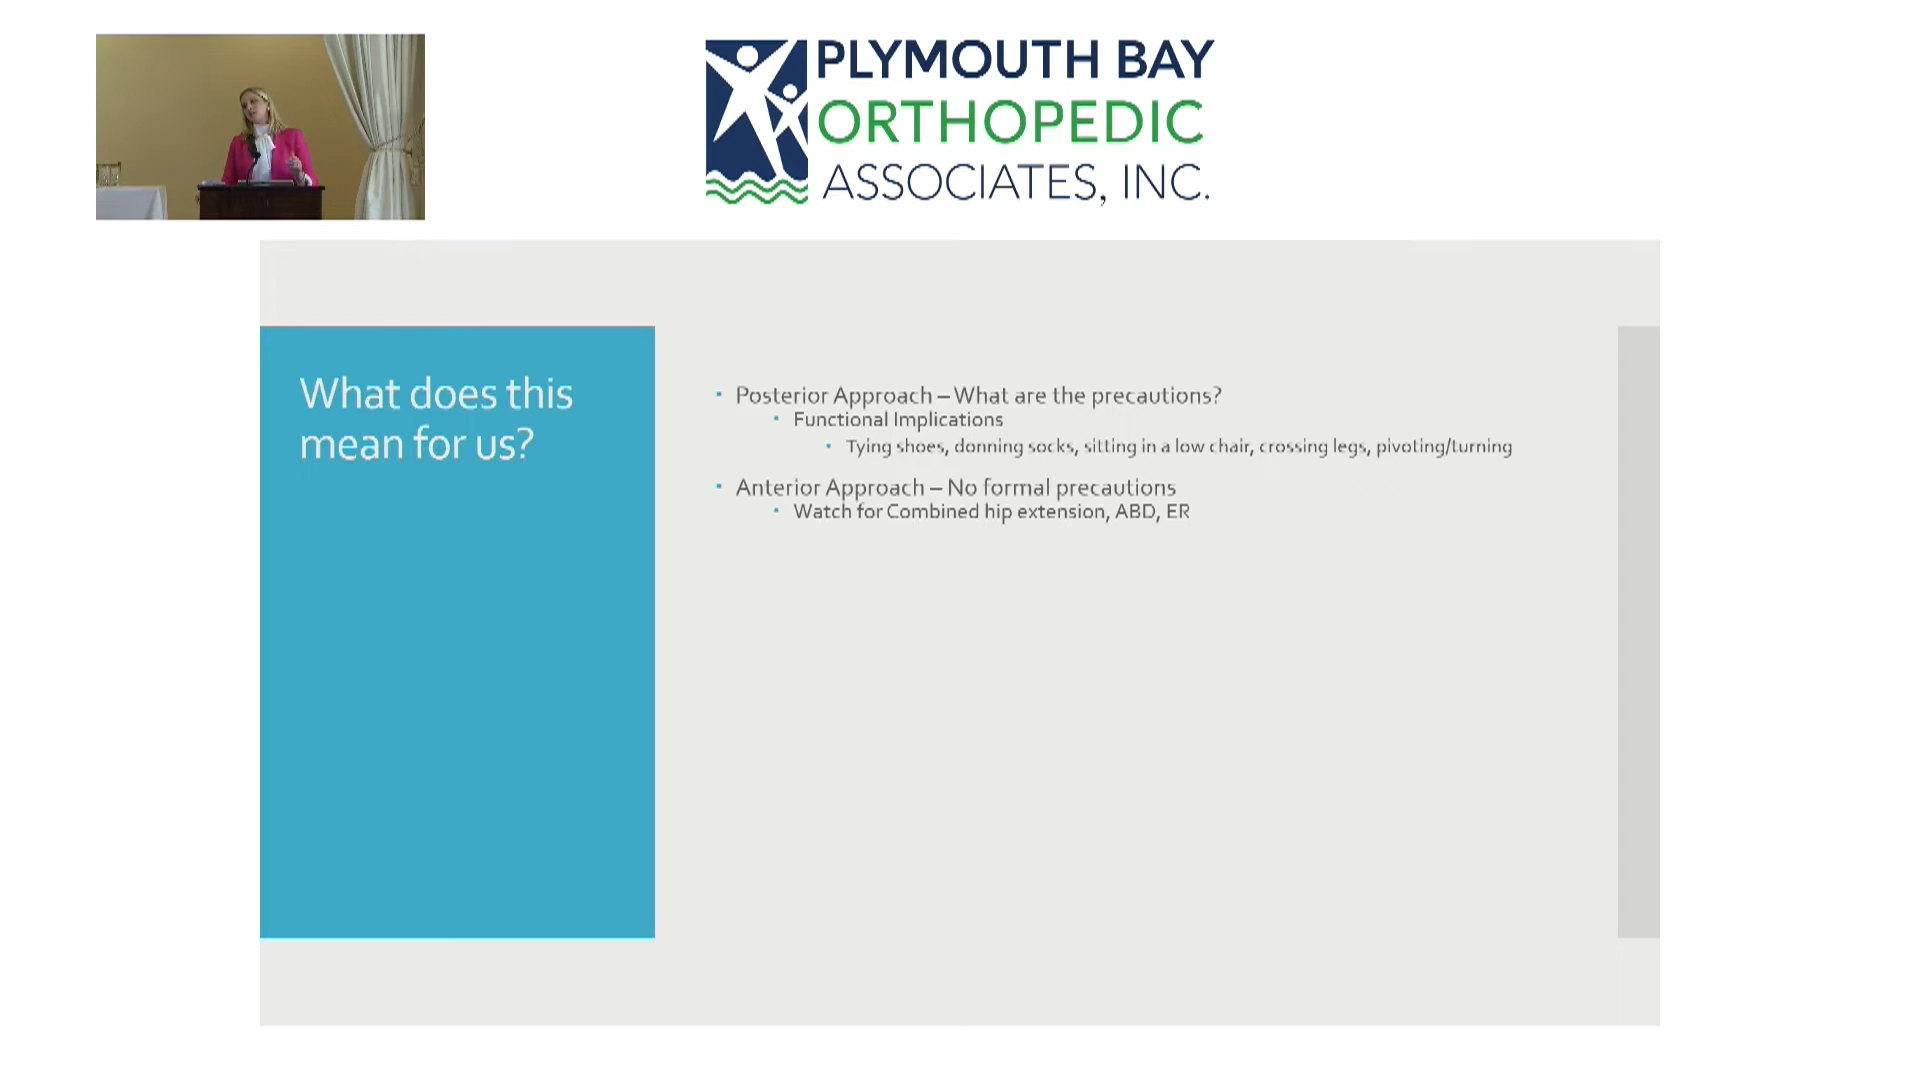 PLYMOUTH BAY
ORTHOPEDIC
ASSOCIATES, INC.
What does this
mean for us?
Posterior Approach – What are the precautions?
Functional Implications
Tying shoes, donning socks, sitting in a low chair, crossing legs, pivoting/turning
Anterior Approach – No formal precautions
Watch for Combined hip extension, ABD, ER